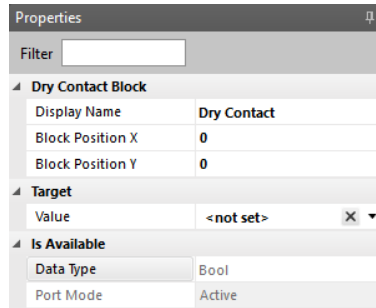 Properties
Filter
Dry Contact Block
Display Name Dry Contact
Block Position X 0
Block Position Y 0
Target
Value <not set>
Is Available
Data Type Bool
Port Mode Active